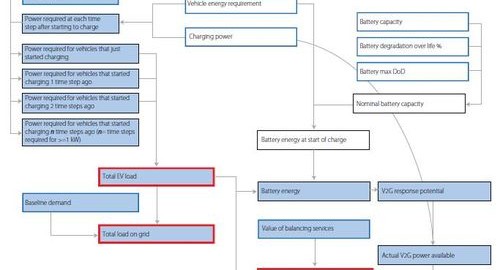 Vehicle energy requirement
Power required at each time
step after starting to charge
Charging power
Battery capacity
Battery degradation over life %
Battery max DoD
Nominal battery capacity
Power required for vehicles that just
started charging
Power required for vehicles that started
charging 1 time step ago
Power required for vehicles that started
charging 2 time steps ago
Power required for vehicles that started
charging n time steps ago (n= time steps
required for >=1 kW)
Battery energy at start of charge
Total EV load
Battery energy
V2G response potential
Baseline demand
Total load on grid
Value of balancing services
Actual V2G power available